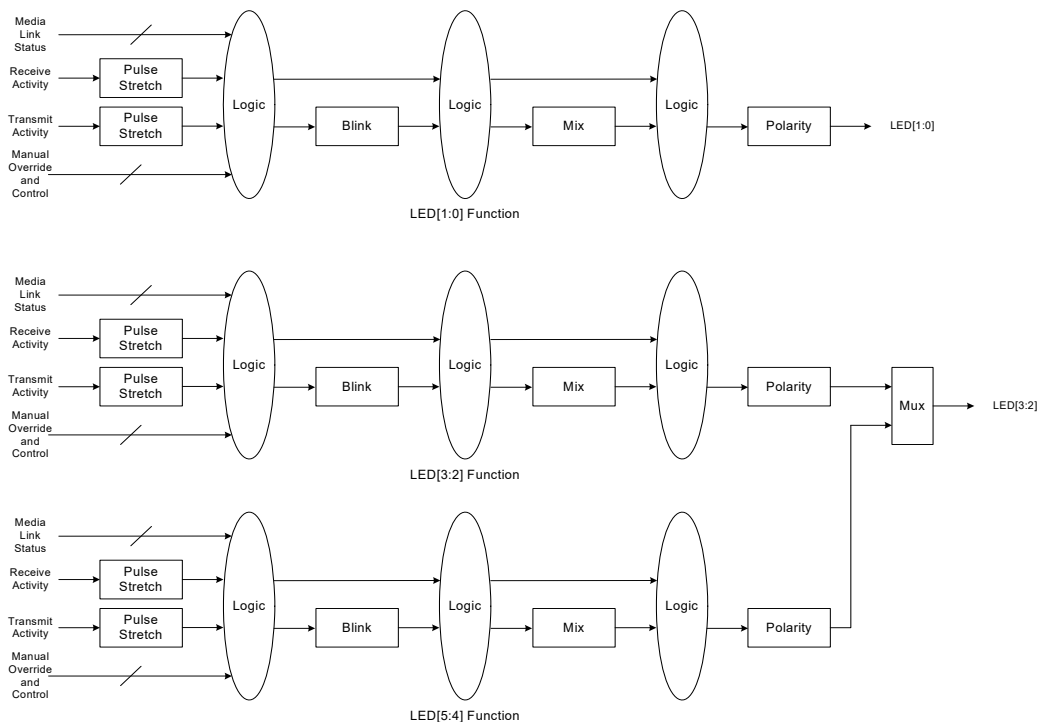 Media
Link
Status
Receive
Activity
Pulse
Stretch
Transmit
Activity
Pulse
Stretch
Manual
Override
and
Control
Logic
Blink
Logic
Mix
Logic
Polarity
LED[1:0]
LED[1:0] Function
Media
Link
Status
Receive
Activity
Pulse
Stretch
Transmit
Activity
Pulse
Stretch
Manual
Override
and
Control
Logic
Blink
Logic
Mix
Logic
Polarity
Mux
LED[3:2]
LED[3:2] Function
Media
Link
Status
Receive
Activity
Pulse
Stretch
Transmit
Activity
Pulse
Stretch
Manual
Override
and
Control
Logic
Blink
Logic
Mix
Logic
Polarity
LED[5:4] Function